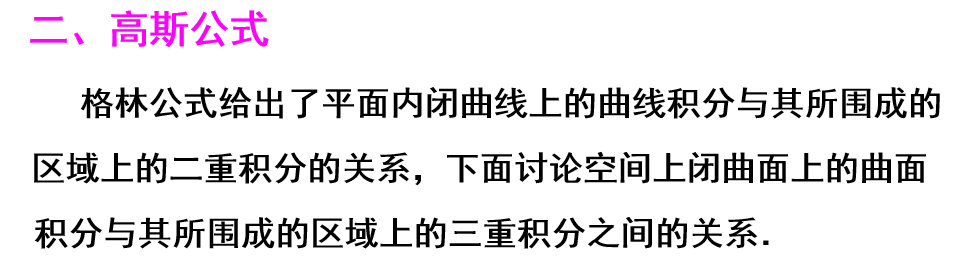 二、高斯公式
格林公式给出了平面内闭曲线上的曲线积分与其所围成的
区域上的二重积分的关系，下面讨论空间上闭曲面上的曲面
积分与其所围成的区域上的三重积分之间的关系.